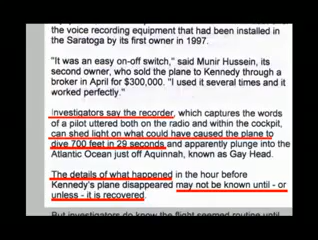 the voice recording equipment that had been installed in
the Saratoga by its first owner in 1997.
"It was an easy on-off switch," said Munir Hussein, its
second owner, who sold the plane to Kennedy through a
broker in April for $300,000. "I used it several times and it
worked perfectly."
Investigators say the recorder, which captures the words
of a pilot uttered both on the radio and within the cockpit,
can shed light on what could have caused the plane to
dive 700 feet in 29 seconds and apparently plunge into the
Atlantic Ocean just off Aquinnah, known as Gay Head.
The details of what happened in the hour before
Kennedy's plane disappeared may not be known until - or
unless - it is recovered.
But investigators do know the flight seemed routine until